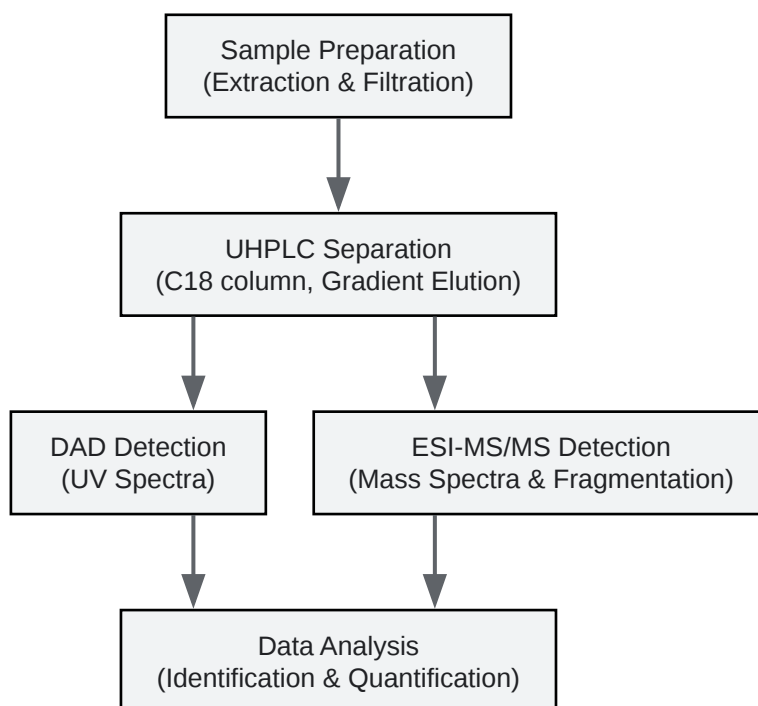 Sample Preparation
(Extraction & Filtration)
UHPLC Separation
(C18 column, Gradient Elution)
DAD Detection
(UV Spectra)
ESI-MS/MS Detection
(Mass Spectra & Fragmentation)
Data Analysis
(Identification & Quantification)